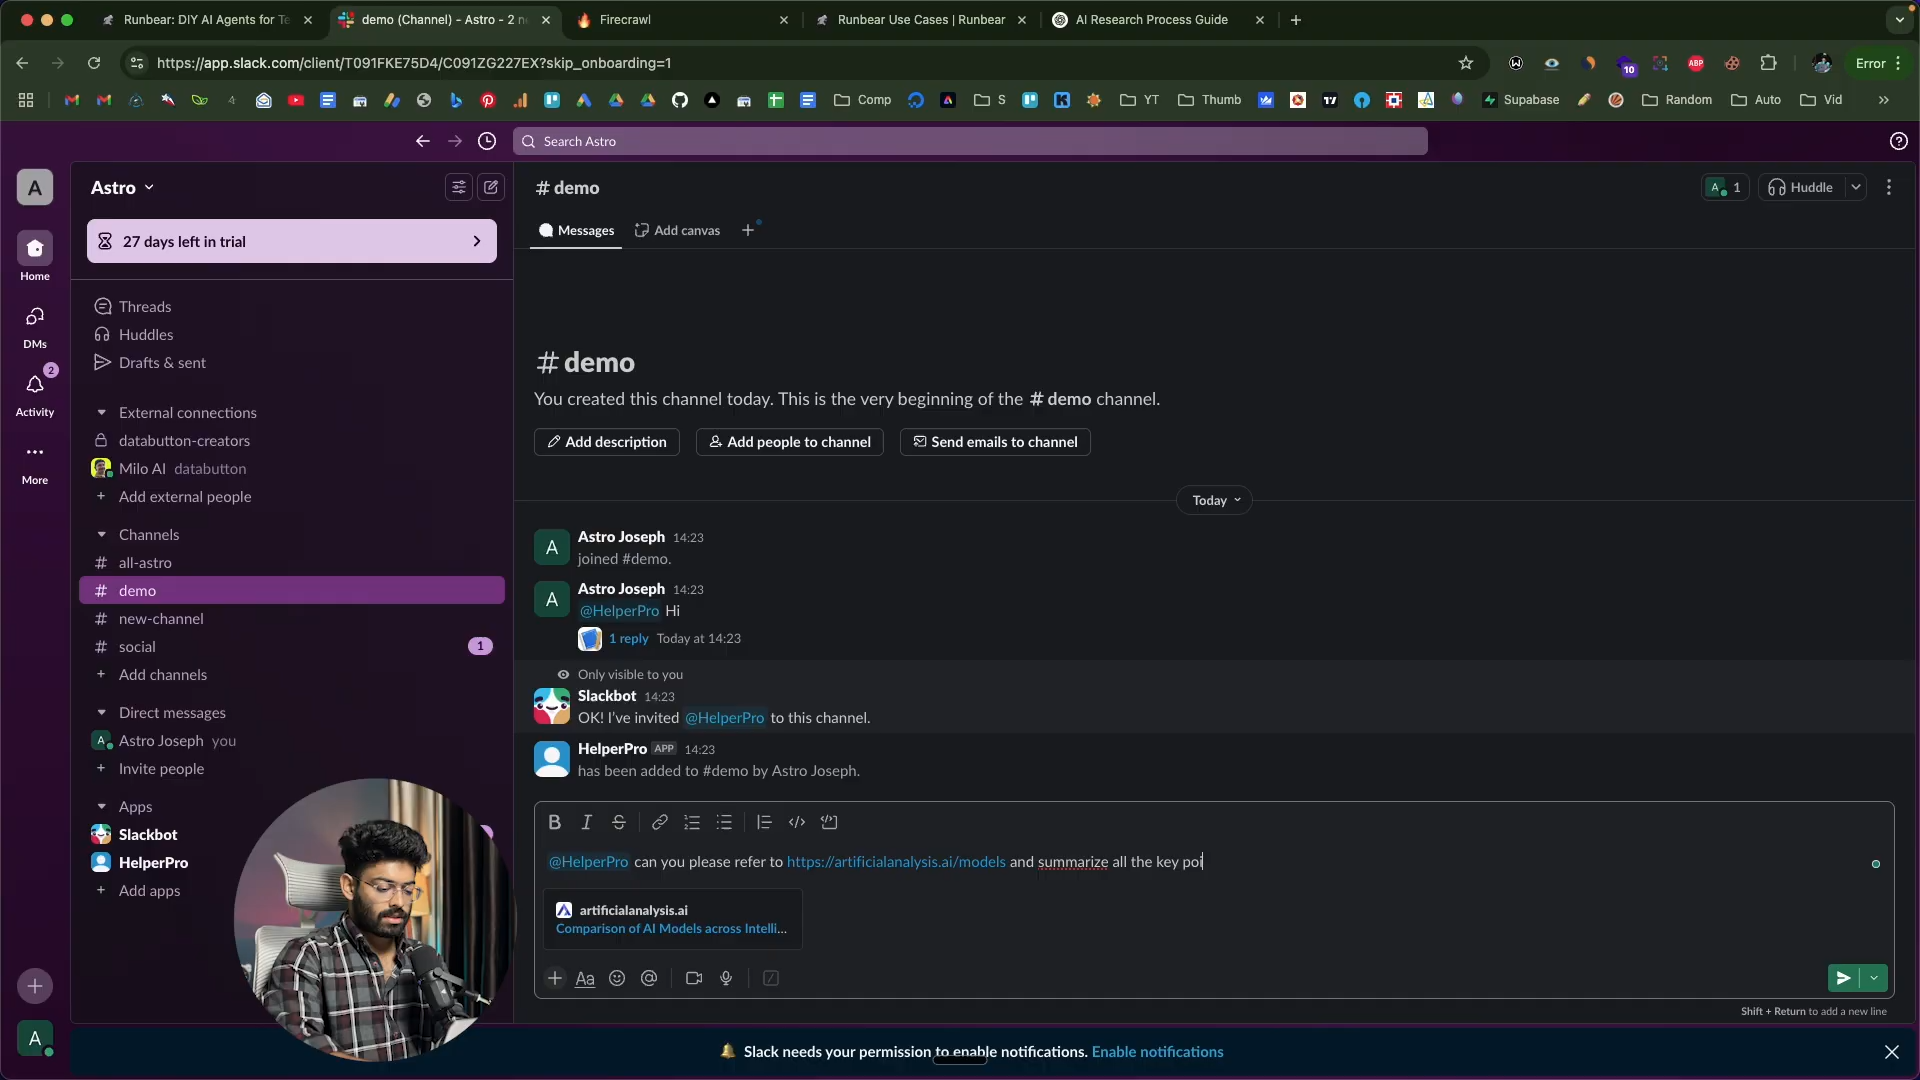 Runbear: DIY AI Agents for Te
demo (Channel) - Astro - 2 n
Firecrawl
Runbear Use Cases | Runbear
AI Research Process Guide
https://app.slack.com/client/T091FKE75D4/C091ZG227EX?skip_onboarding=1
10
ABP
Error
Comp
S
YT
Thumb
Supabase
Random
Auto
Vid
Search Astro
A
Astro
# demo
A 1
Huddle
27 days left in trial
Messages
Add canvas
Home
DMs
2
Activity
More
Threads
Huddles
Drafts & sent
External connections
databutton-creators
Milo AI databutton
Add external people
Channels
# all-astro
# demo
# new-channel
# social 1
Add channels
Direct messages
A Astro Joseph you
Invite people
Apps
Slackbot
HelperPro
Add apps
A
# demo
You created this channel today. This is the very beginning of the # demo channel.
Add description
Add people to channel
Send emails to channel
Today
A Astro Joseph 14:23
joined #demo.
A Astro Joseph 14:23
@HelperPro Hi
1 reply Today at 14:23
Only visible to you
Slackbot 14:23
OK! I've invited @HelperPro to this channel.
HelperPro APP 14:23
has been added to #demo by Astro Joseph.
B I S
@HelperPro can you please refer to https://artificialanalysis.ai/models and summarize all the key poi
artificialanalysis.ai
Comparison of AI Models across Intelli...
Aa
Shift + Return to add a new line
Slack needs your permission to enable notifications. Enable notifications